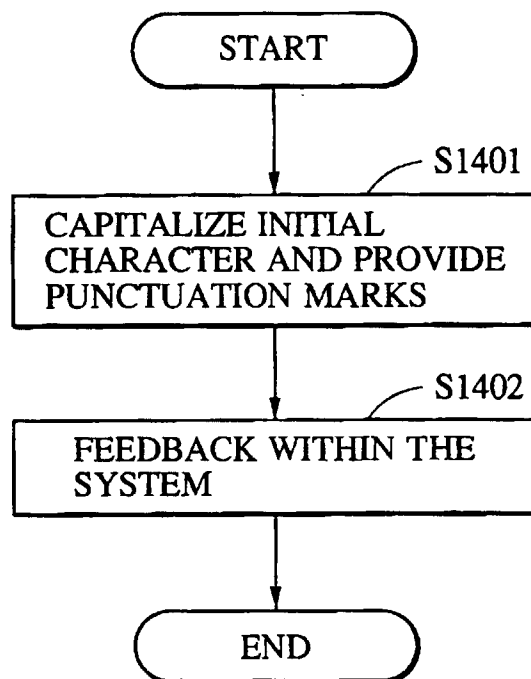 START
S1401
CAPITALIZE INITIAL
CHARACTER AND PROVIDE
PUNCTUATION MARKS
S1402
FEEDBACK WITHIN THE
SYSTEM
END